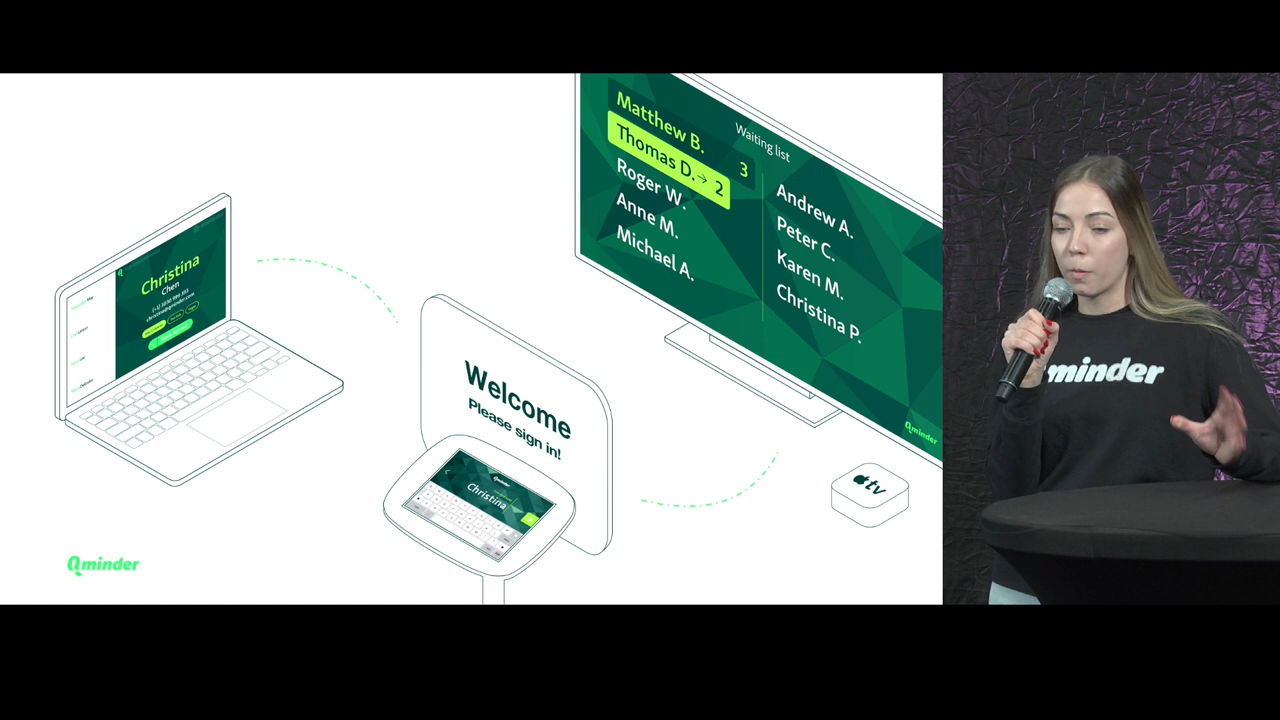 Christina
Chen
Welcome
Please sign in!
Qminder
Christina
Matthew B. 3
Thomas D. → 2
Roger W.
Anne M.
Michael A.
Waiting list
Andrew A.
Peter C.
Karen M.
Christina P.
Qminder
tv
Qminder
minder